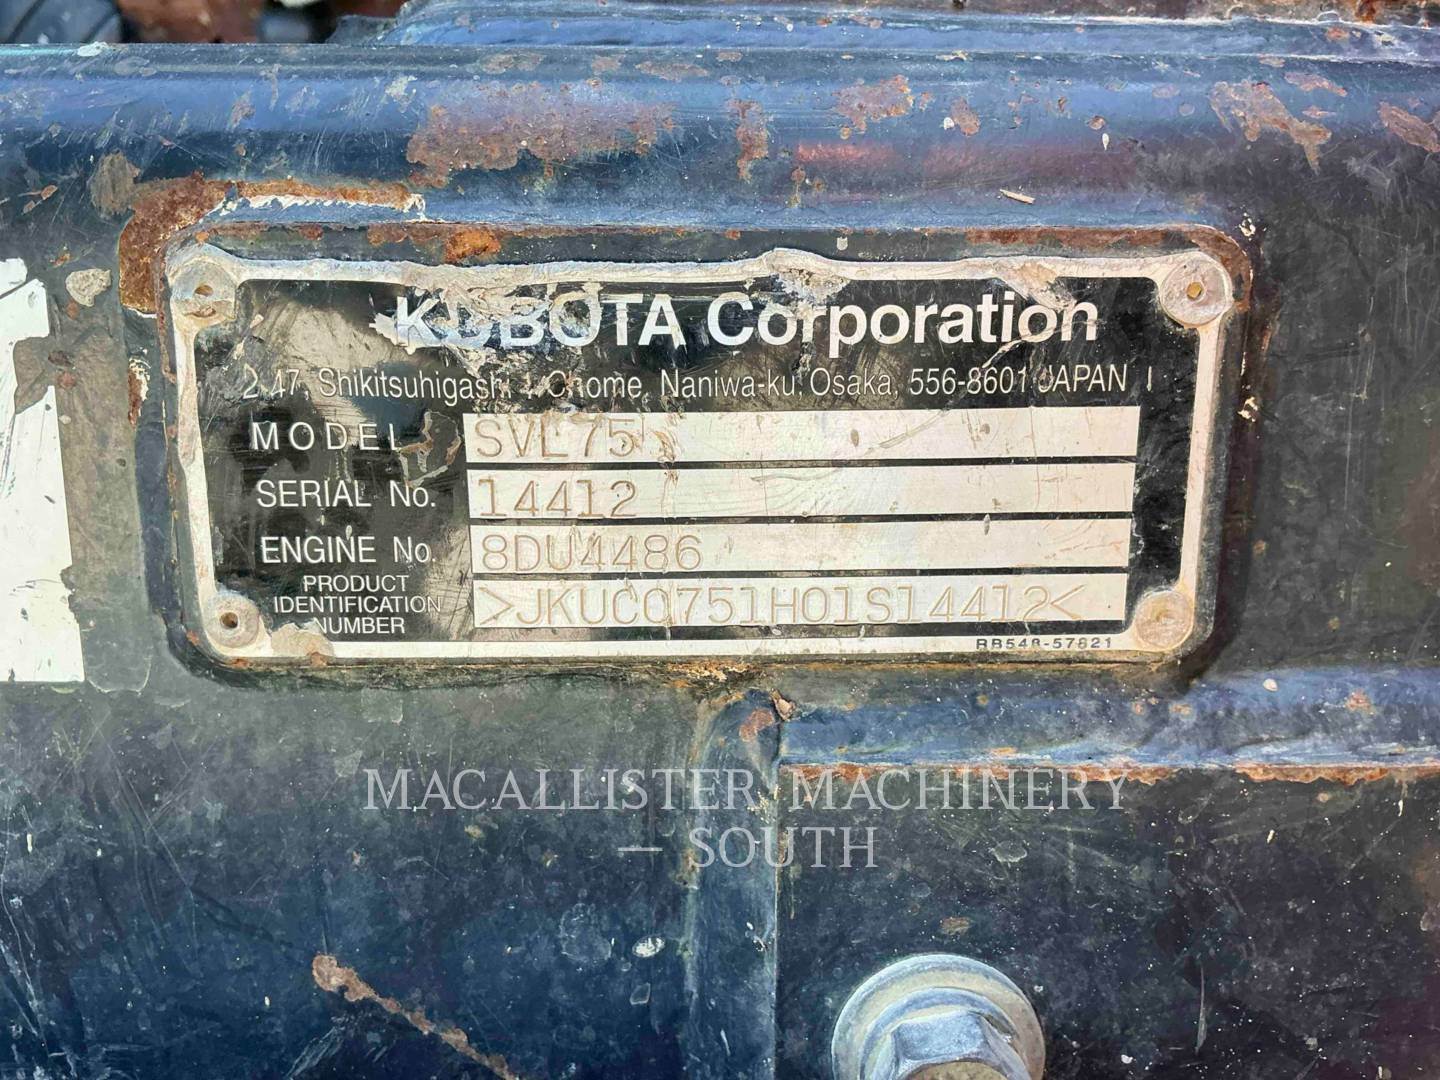 KUBOTA Corporation
2-47, Shikitsuhigashi 1-Chome, Naniwa-ku, Osaka, 556-8601 JAPAN
MODEL SVL75
SERIAL No. 14412
ENGINE No. 8DU4486
PRODUCT
IDENTIFICATION
NUMBER
>JKUC0751H01S14412<
RB548-57821
MACALLISTER MACHINERY
— SOUTH